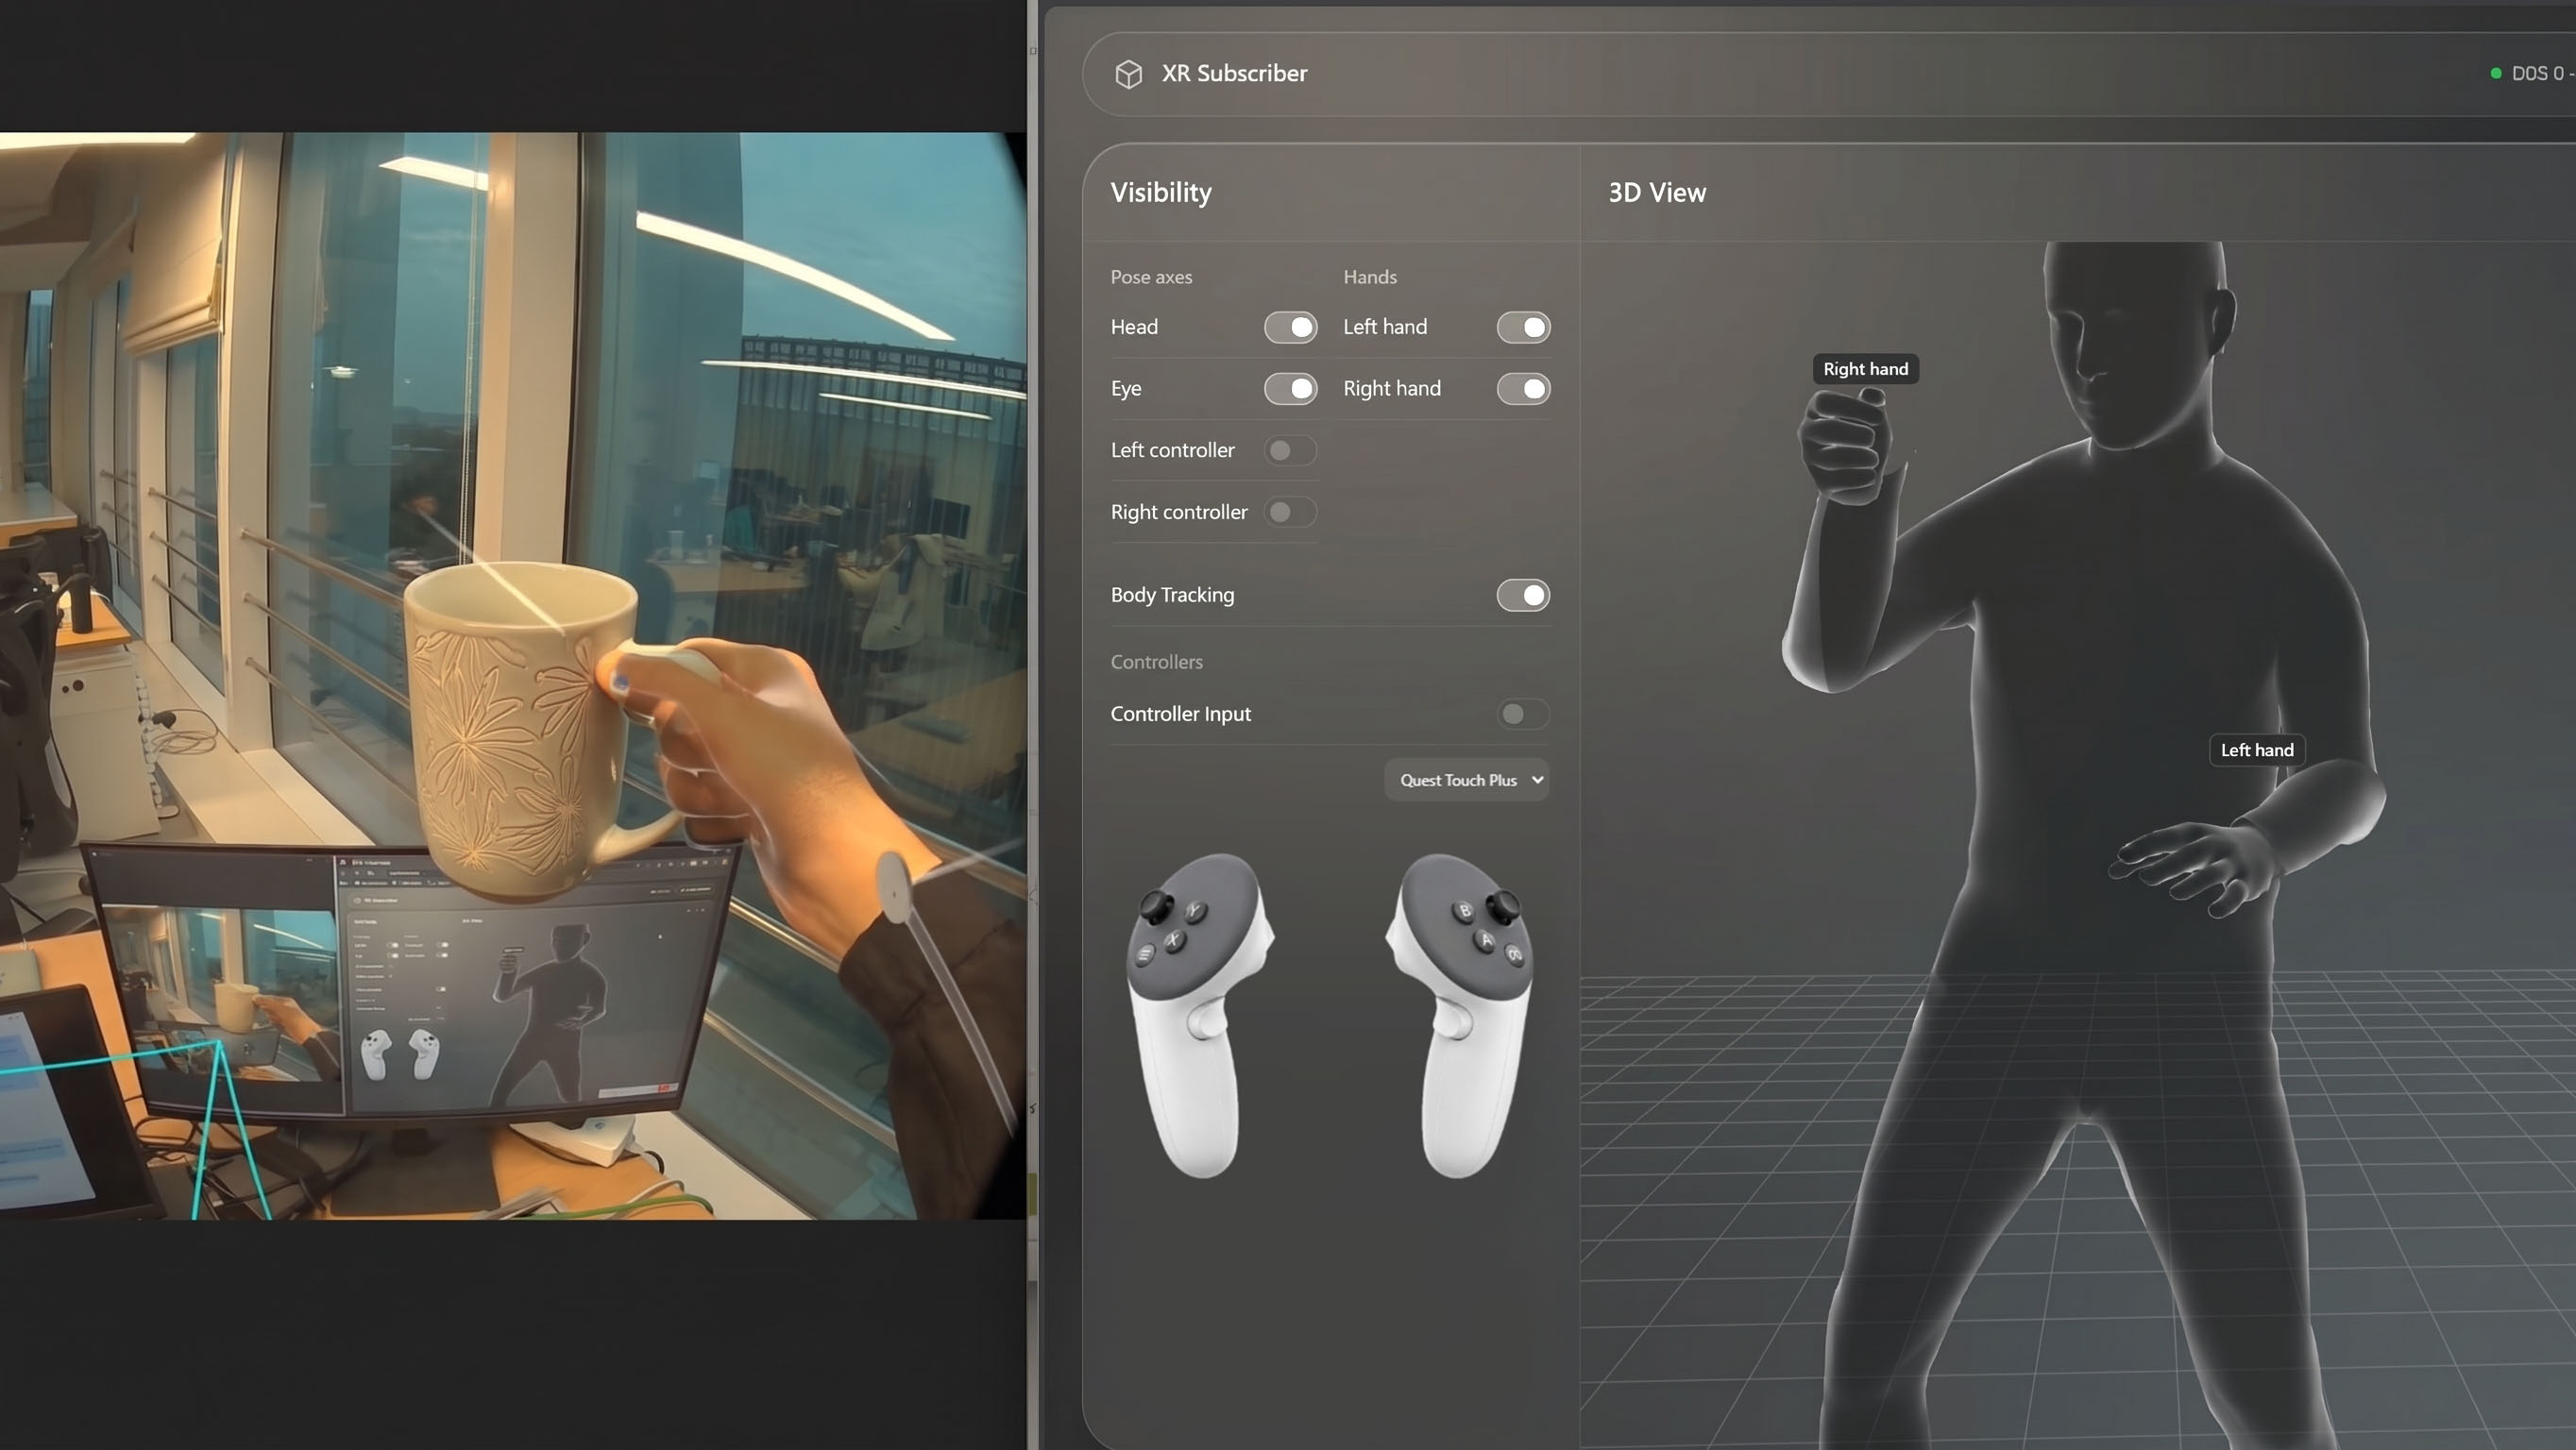 XR Subscriber
DOS 0 -
Visibility
3D View
Pose axes
Hands
Head
Left hand
Eye
Right hand
Left controller
Right controller
Body Tracking
Controllers
Controller Input
Quest Touch Plus
Y
X
B
A
Right hand
Left hand